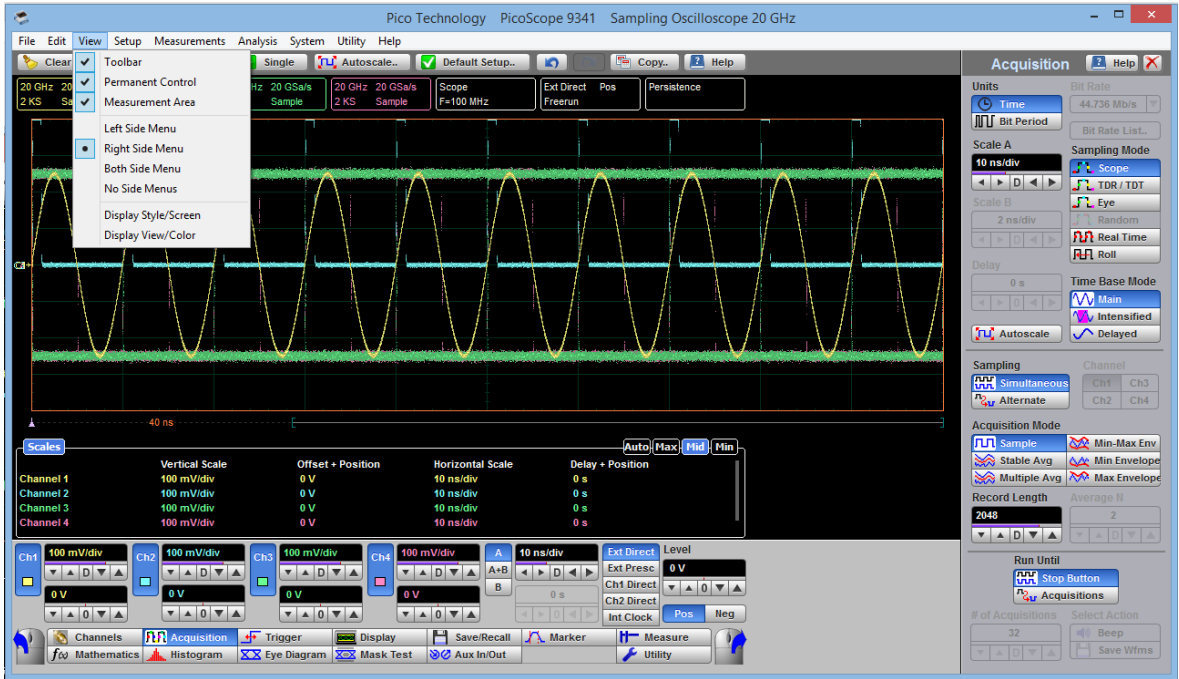 Pico Technology PicoScope 9341 Sampling Oscilloscope 20 GHz
File Edit View Setup Measurements Analysis System Utility Help
Clear Single Autoscale.. Default Setup.. Copy.. Help
Toolbar
Permanent Control
Measurement Area
Left Side Menu
Right Side Menu
Both Side Menu
No Side Menus
Display Style/Screen
Display View/Color
20 GHz 20
2 KS Sa
Hz 20 GSa/s
Sample
20 GHz 20 GSa/s
2 KS Sample
Scope
F=100 MHz
Ext Direct Pos
Freerun
Persistence
40 ns
Scales Auto Max Mid Min
Vertical Scale Offset + Position Horizontal Scale Delay + Position
Channel 1 100 mV/div 0 V 10 ns/div 0 s
Channel 2 100 mV/div 0 V 10 ns/div 0 s
Channel 3 100 mV/div 0 V 10 ns/div 0 s
Channel 4 100 mV/div 0 V 10 ns/div 0 s
Ch1 100 mV/div D 0 V 0
Ch2 100 mV/div D 0 V 0
Ch3 100 mV/div D 0 V 0
Ch4 100 mV/div D 0 V 0
A
A+B
B
10 ns/div
D
0 s
0
Ext Direct
Ext Presc
Ch1 Direct
Ch2 Direct
Int Clock
Level
0 V
0
Pos Neg
Channels Acquisition Trigger Display Save/Recall Marker Measure
f(x) Mathematics Histogram Eye Diagram Mask Test Aux In/Out Utility
Acquisition Help
Units
Time
Bit Period
Bit Rate
44.736 Mb/s
Bit Rate List..
Scale A
10 ns/div
D
Scale B
2 ns/div
D
Delay
0 s
0
Autoscale
Sampling Mode
Scope
TDR / TDT
Eye
Random
Real Time
Roll
Time Base Mode
Main
Intensified
Delayed
Sampling
Simultaneous
Alternate
Channel
Ch1 Ch3
Ch2 Ch4
Acquisition Mode
Sample Min-Max Env
Stable Avg Min Envelope
Multiple Avg Max Envelope
Record Length
2048
D
Average N
2
D
Run Until
Stop Button
Acquisitions
# of Acquisitions
32
D
Select Action
Beep
Save Wfms